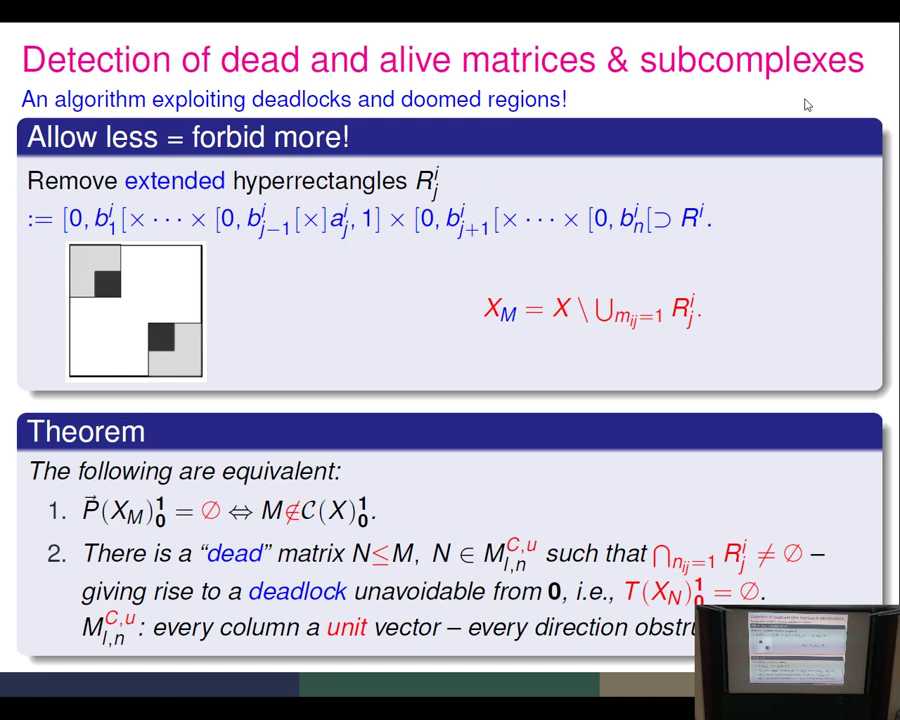 Detection of dead and alive matrices & subcomplexes
An algorithm exploiting deadlocks and doomed regions!
Allow less = forbid more!
Remove extended hyperrectangles R^i_j
:= [0, b^i_1[× ··· × [0, b^i_{j−1}[×]a^i_j, 1] × [0, b^i_{j+1}[× ··· × [0, b^i_n[⊃ R^i.
X_M = X \ ⋃_{m_{ij}=1} R^i_j.
Theorem
The following are equivalent:
1. P⃗(X_M)^1_0 = ∅ ⇔ M∉C(X)^1_0.
2. There is a “dead” matrix N≤M, N ∈ M^{C,u}_{l,n} such that ⋂_{n_{ij}=1} R^i_j ≠ ∅ –
giving rise to a deadlock unavoidable from 0, i.e., T(X_N)^1_0 = ∅.
M^{C,u}_{l,n}: every column a unit vector – every direction